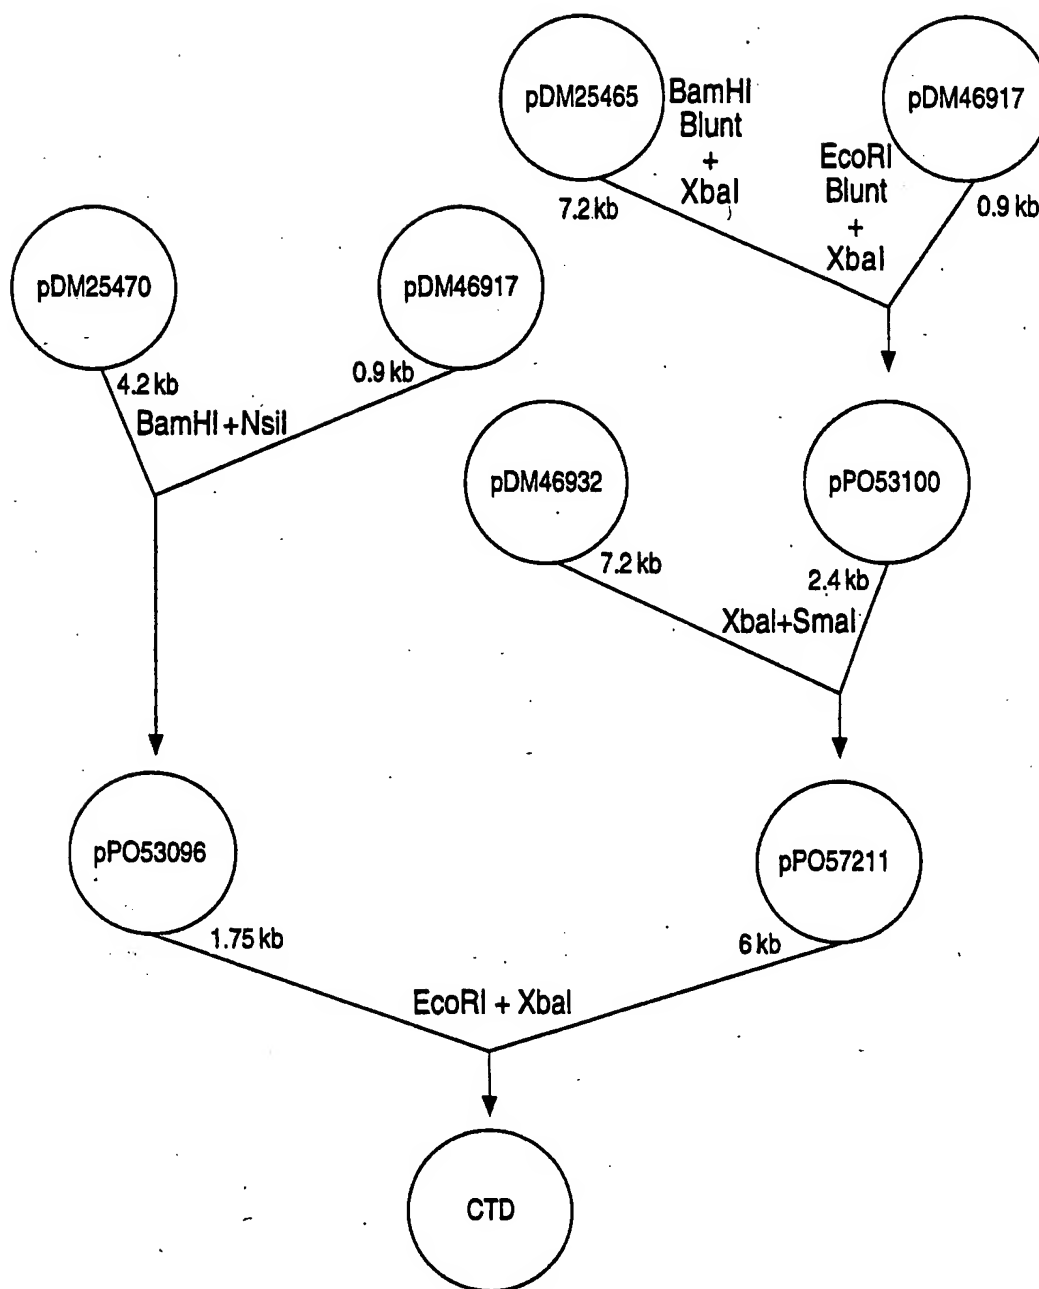 pDM25465
BamHI
Blunt
+
XbaI
7.2 kb
pDM46917
EcoRI
Blunt
+
XbaI
0.9 kb
pDM25470
4.2 kb
pDM46917
0.9 kb
BamHI +NsiI
pDM46932
7.2 kb
pPO53100
2.4 kb
XbaI+SmaI
pPO53096
1.75 kb
pPO57211
6 kb
EcoRI + XbaI
CTD